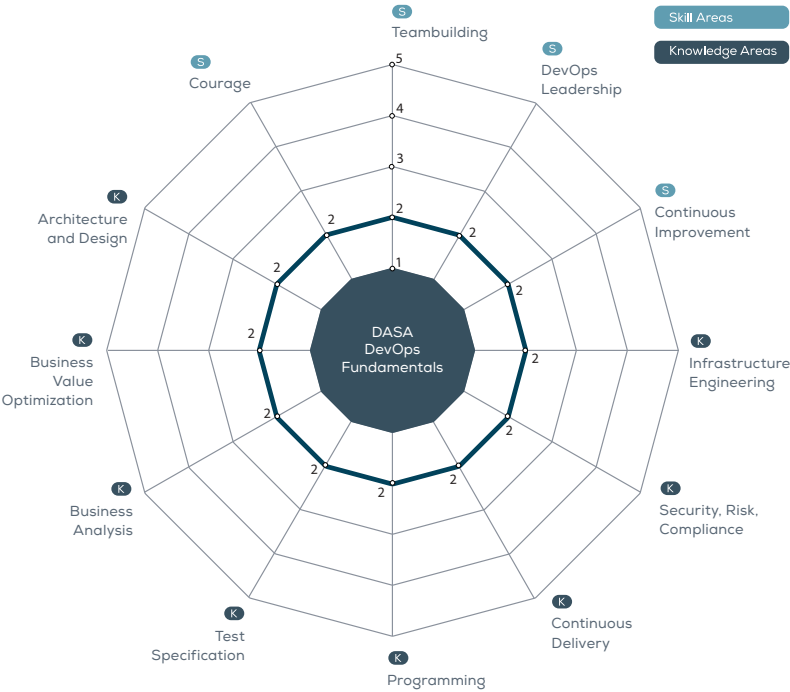 S
Teambuilding
Skill Areas
Knowledge Areas
S
DevOps
Leadership
S
Courage
5
4
3
2
1
K
Architecture
and Design
S
Continuous
Improvement
2
2
2
2
K
Business
Value
Optimization
2
DASA
DevOps
Fundamentals
2
K
Infrastructure
Engineering
2
2
2
2
2
K
Business
Analysis
K
Security, Risk,
Compliance
K
Test
Specification
K
Continuous
Delivery
K
Programming